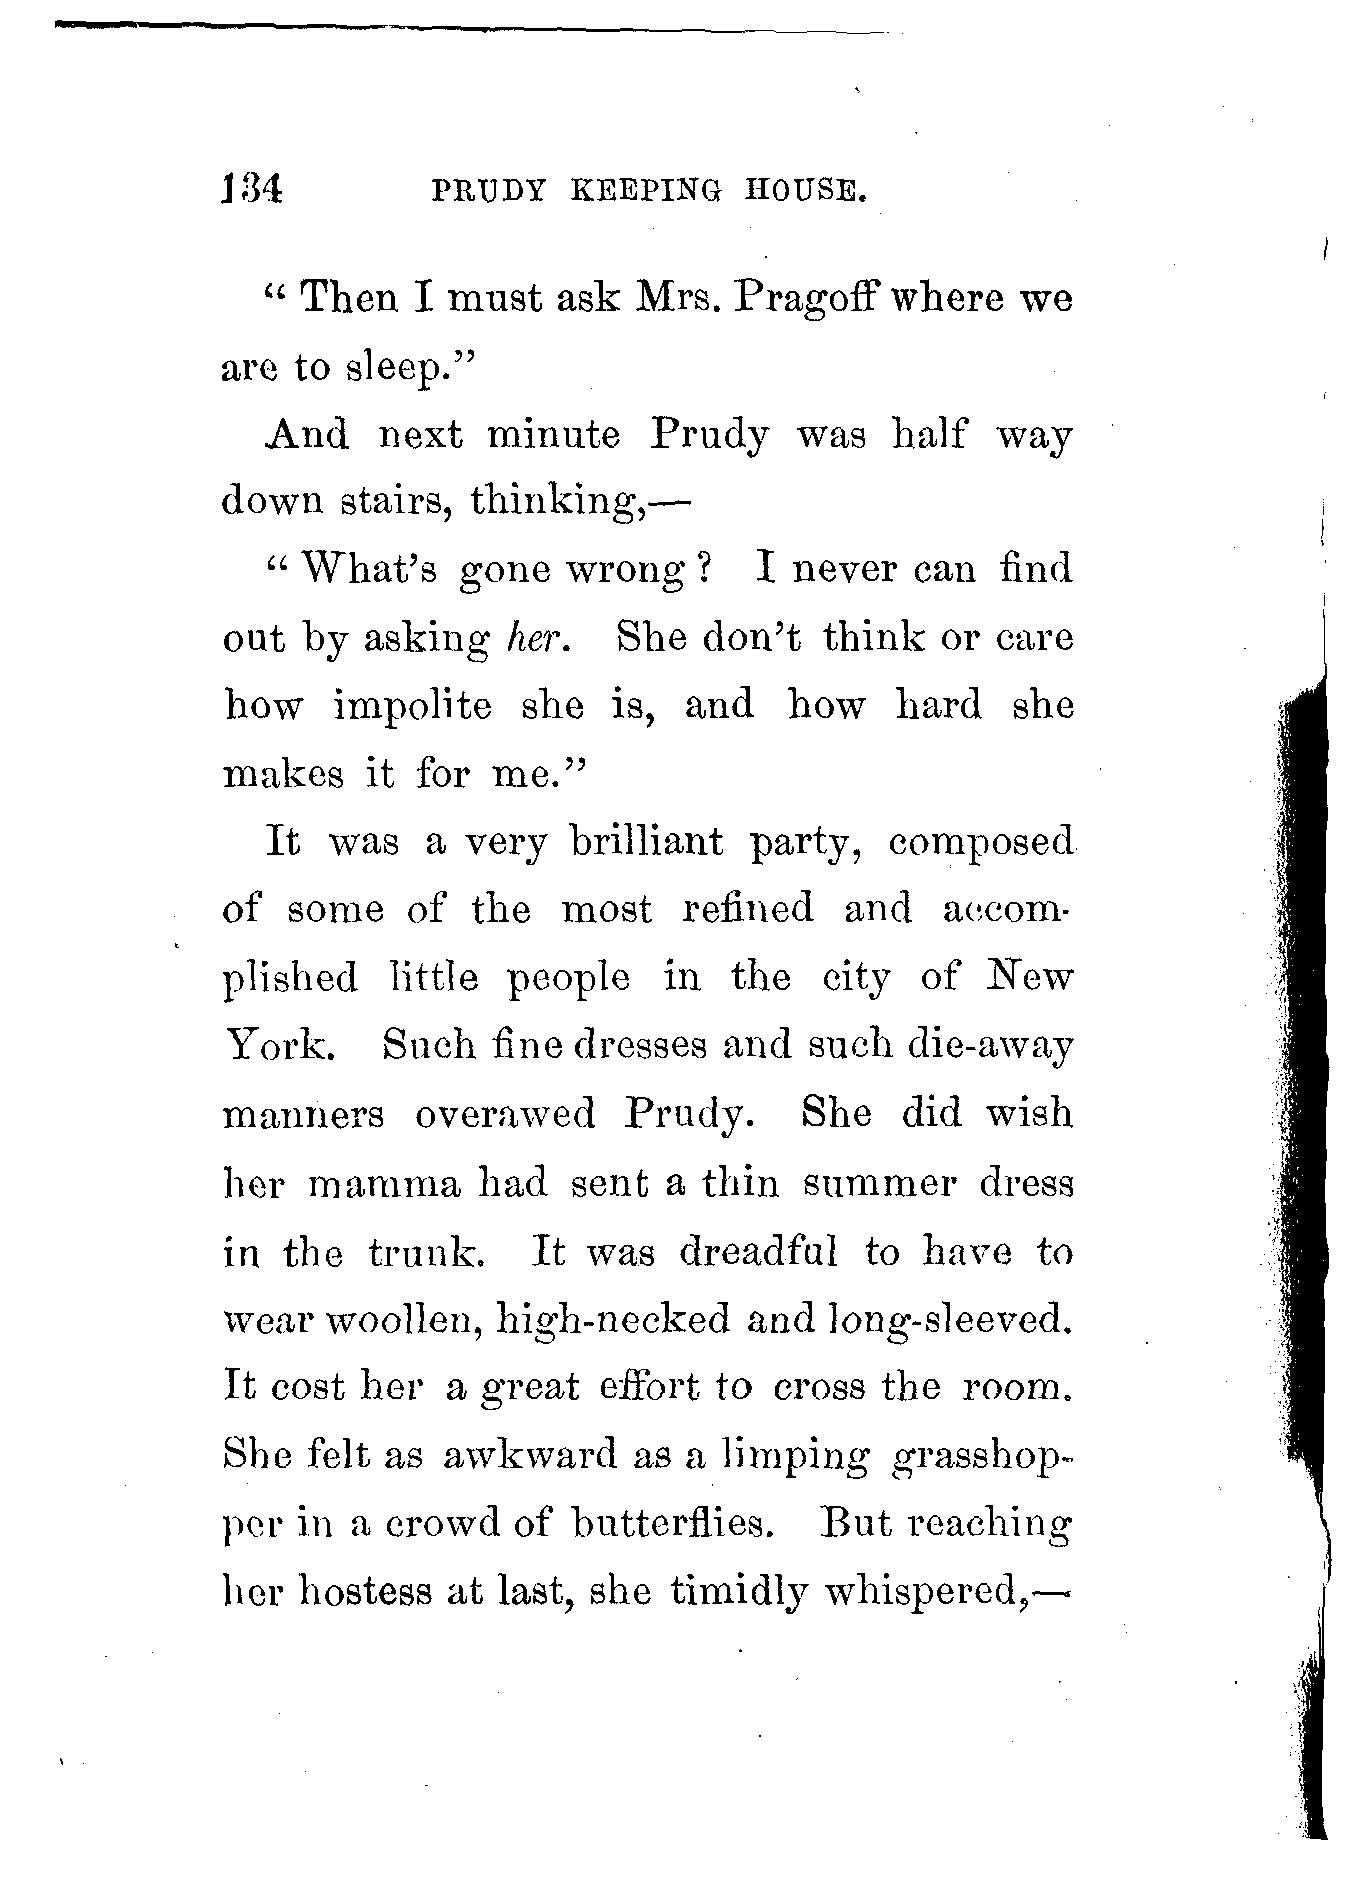 134 PRUDY KEEPING HOUSE.
“ Then I must ask Mrs. Pragoff where we
are to sleep.”
And next minute Prudy was half way
down stairs, thinking,—
“ What’s gone wrong ? I never can find
out by asking her. She don’t think or care
how impolite she is, and how hard she
makes it for me.”
It was a very brilliant party, composed
of some of the most refined and accom-
plished little people in the city of New
York. Such fine dresses and such die-away
manners overawed Prudy. She did wish
her mamma had sent a thin summer dress
in the trunk. It was dreadful to have to
wear woollen, high-necked and long-sleeved.
It cost her a great effort to cross the room.
She felt as awkward as a limping grasshop-
per in a crowd of butterflies. But reaching
her hostess at last, she timidly whispered,—